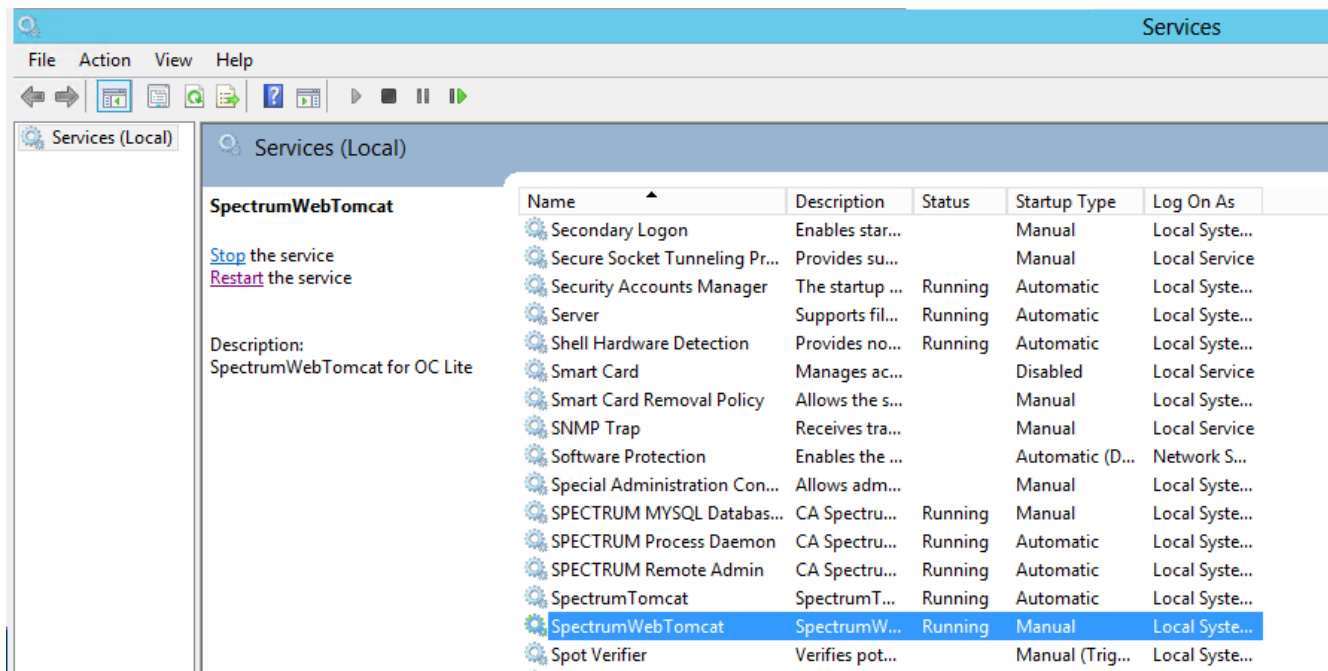 Services
File Action View Help
Services (Local)
Services (Local)
SpectrumWebTomcat
Stop the service
Restart the service
Description:
SpectrumWebTomcat for OC Lite
Name Description Status Startup Type Log On As
Secondary Logon Enables star... Manual Local Syste...
Secure Socket Tunneling Pr... Provides su... Manual Local Service
Security Accounts Manager The startup ... Running Automatic Local Syste...
Server Supports fil... Running Automatic Local Syste...
Shell Hardware Detection Provides no... Running Automatic Local Syste...
Smart Card Manages ac... Disabled Local Service
Smart Card Removal Policy Allows the s... Manual Local Syste...
SNMP Trap Receives tra... Manual Local Service
Software Protection Enables the ... Automatic (D... Network S...
Special Administration Con... Allows adm... Manual Local Syste...
SPECTRUM MYSQL Databas... CA Spectru... Running Manual Local Syste...
SPECTRUM Process Daemon CA Spectru... Running Automatic Local Syste...
SPECTRUM Remote Admin CA Spectru... Running Automatic Local Syste...
SpectrumTomcat SpectrumT... Running Automatic Local Syste...
SpectrumWebTomcat SpectrumW... Running Manual Local Syste...
Spot Verifier Verifies pot... Manual (Trig... Local Syste...